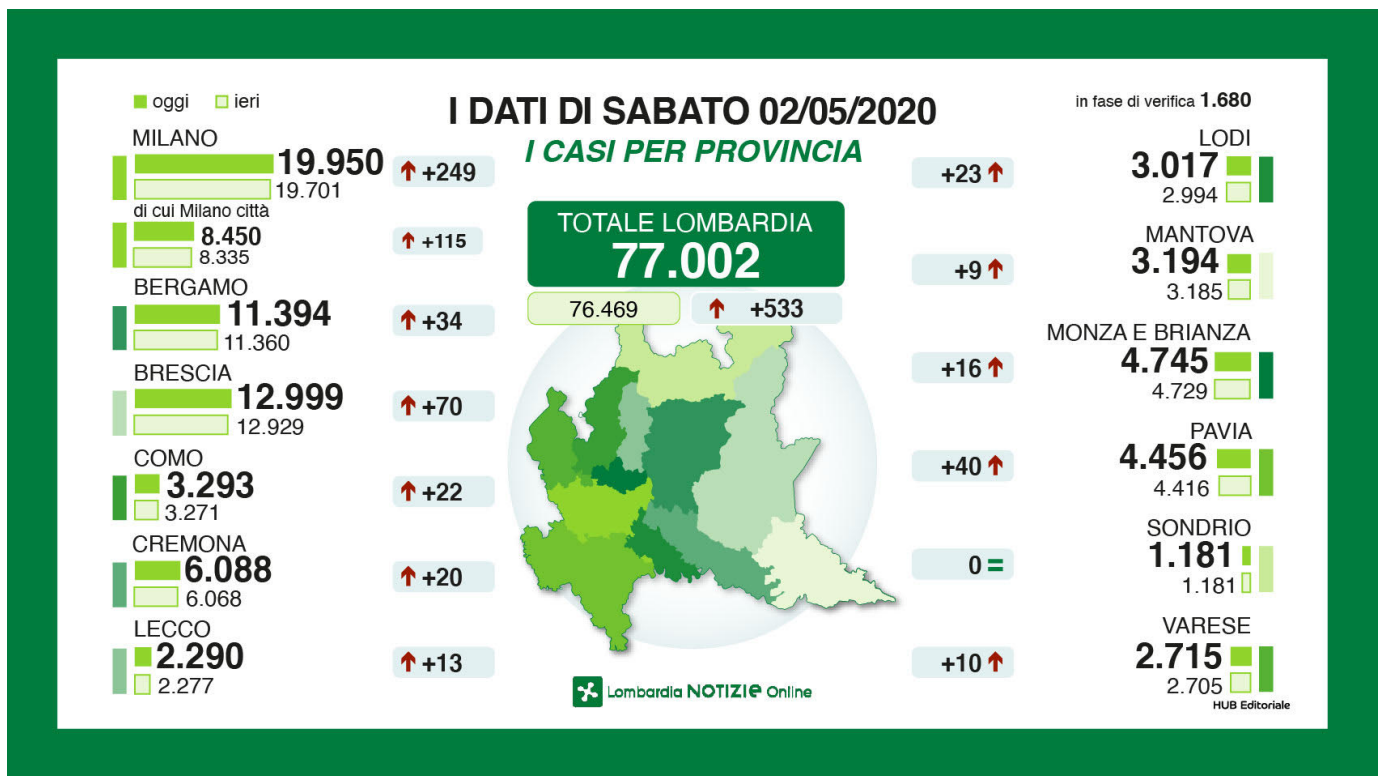 oggi ieri
I DATI DI SABATO 02/05/2020
I CASI PER PROVINCIA
in fase di verifica 1.680
MILANO
19.950
19.701
+249
di cui Milano città
8.450
8.335
+115
BERGAMO
11.394
11.360
+34
BRESCIA
12.999
12.929
+70
COMO
3.293
3.271
+22
CREMONA
6.088
6.068
+20
LECCO
2.290
2.277
+13
TOTALE LOMBARDIA
77.002
76.469 +533
LODI
+23
3.017
2.994
MANTOVA
+9
3.194
3.185
MONZA E BRIANZA
+16
4.745
4.729
PAVIA
+40
4.456
4.416
SONDRIO
0 =
1.181
1.181
VARESE
+10
2.715
2.705
Lombardia NOTIZIe Online
HUB Editoriale